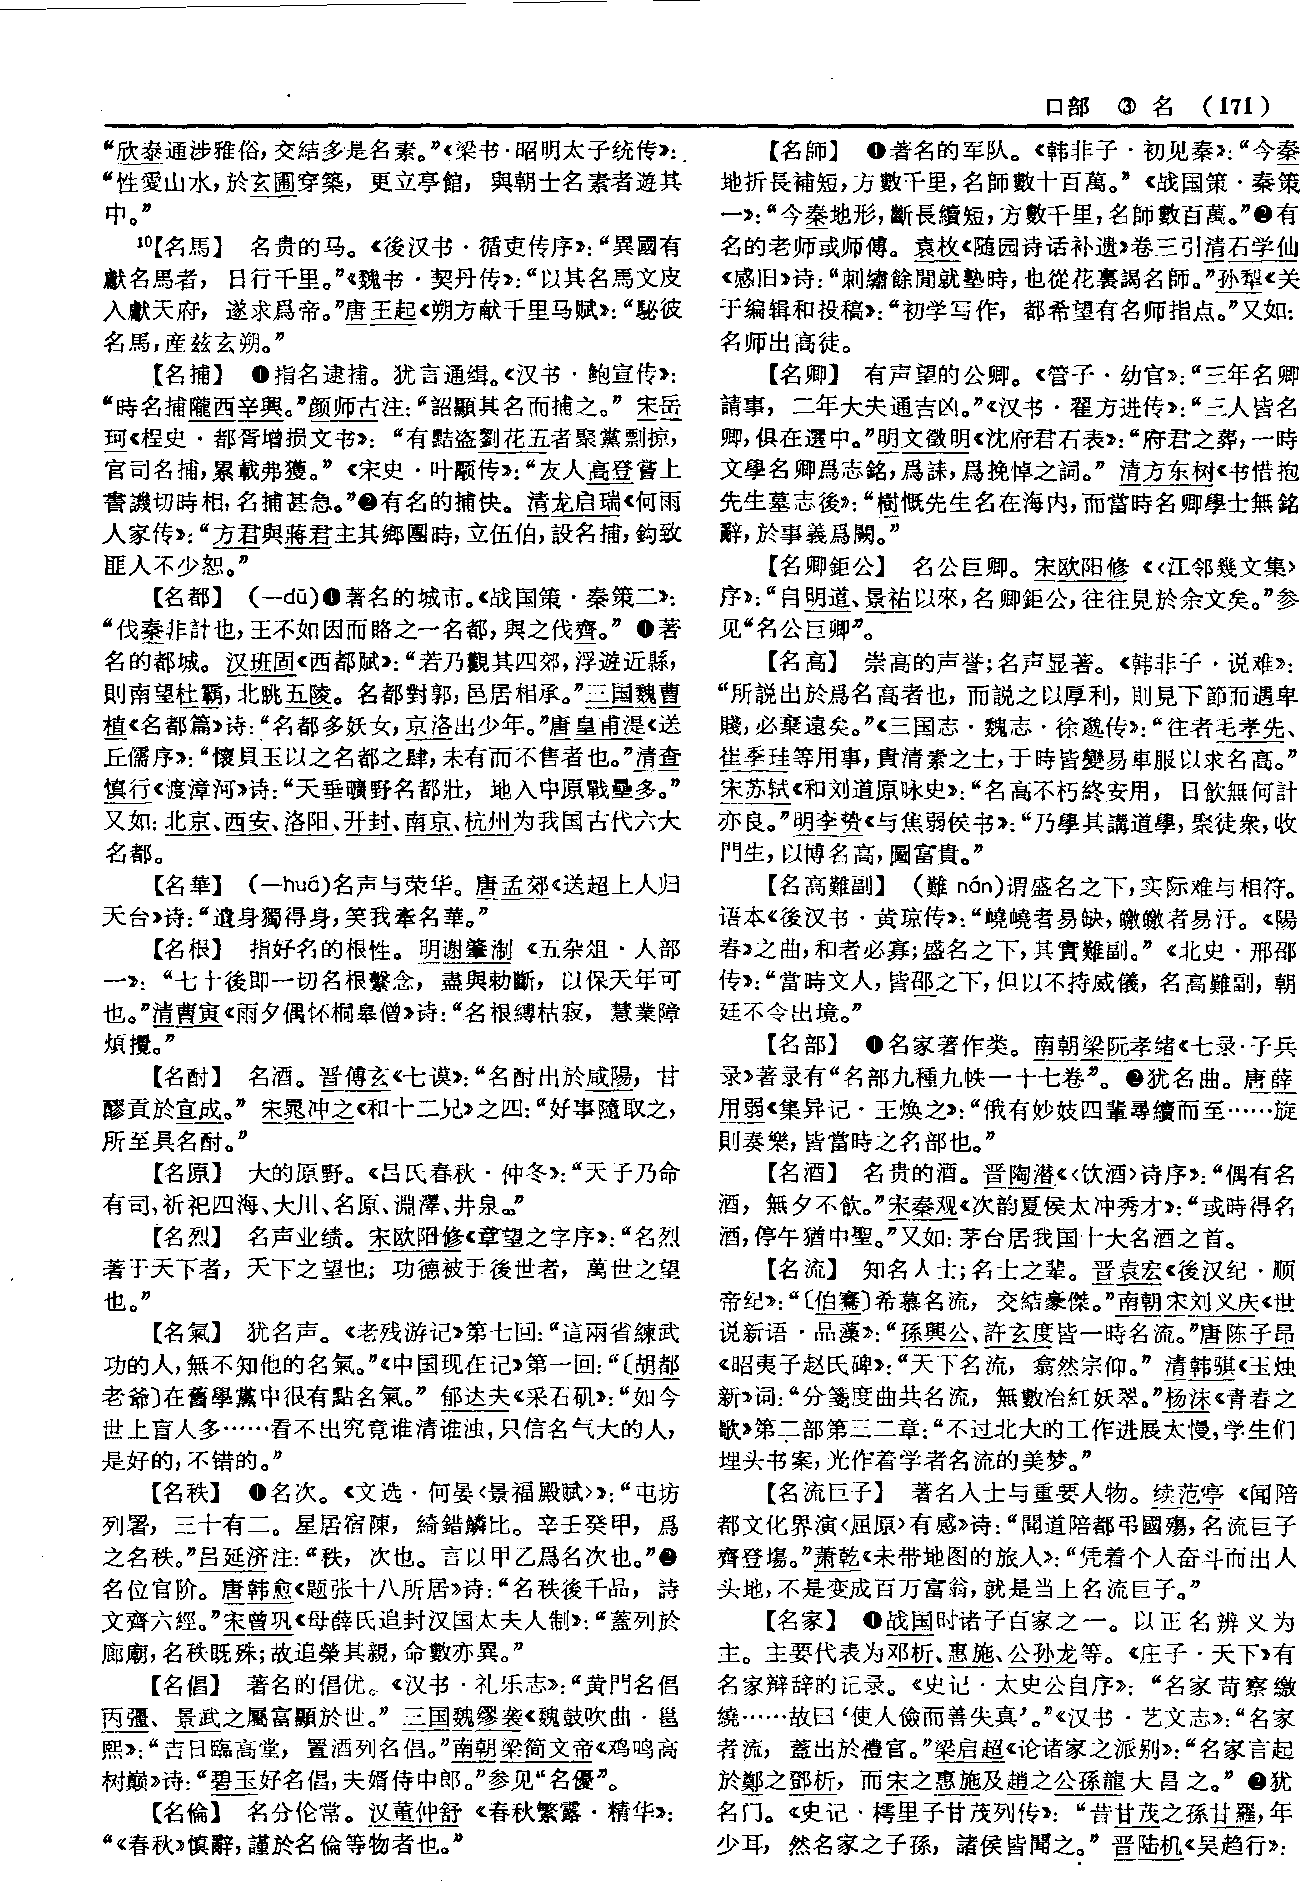 口部　③　名　（171）
“欣泰通涉雅俗，交結多是名素。”《梁书·昭明太子统传》：
“性愛山水，於玄圃穿築，更立亭館，與朝士名素者遊其
中。”
10【名馬】　名贵的马。《後汉书·循吏传序》：“異國有
獻名馬者，日行千里。”《魏书·契丹传》：“以其名馬文皮
入獻天府，遂求爲帝。”唐王起《朔方献千里马赋》：“駜彼
名馬，産兹玄朔。”
【名捕】　❶指名逮捕。犹言通缉。《汉书·鲍宣传》：
“時名捕隴西辛興。”颜师古注：“詔顯其名而捕之。”宋岳
珂《桯史·都胥增损文书》：“有黠盗劉花五者聚黨剽掠，
官司名捕，累載弗獲。”《宋史·叶颙传》：“友人高登嘗上
書譏切時相，名捕甚急。”❷有名的捕快。清龙启瑞《何雨
人家传》：“方君與蔣君主其鄉團時，立伍伯，設名捕，鈎致
匪人不少恕。”
【名都】　（—dū）❶著名的城市。《战国策·秦策二》：
“伐秦非計也，王不如因而賂之一名都，與之伐齊。”❶著
名的都城。汉班固《西都赋》：“若乃觀其四郊，浮遊近縣，
則南望杜霸，北眺五陵。名都對郭，邑居相承。”三国魏曹
植《名都篇》诗：“名都多妖女，京洛出少年。”唐皇甫湜《送
丘儒序》：“懷貝玉以之名都之肆，未有而不售者也。”清查
慎行《渡漳河》诗：“天垂曠野名都壯，地入中原戰壘多。”
又如：北京、西安、洛阳、开封、南京、杭州为我国古代六大
名都。
【名華】　（—huá）名声与荣华。唐孟郊《送超上人归
天台》诗：“遺身獨得身，笑我牽名華。”
【名根】　指好名的根性。明谢肇淛《五杂俎·人部
一》：“七十後即一切名根繫念，盡與勅斷，以保天年可
也。”清曹寅《雨夕偶怀桐皋僧》诗：“名根縛枯寂，慧業障
煩攪。”
【名酎】　名酒。晋傅玄《七谟》：“名酎出於咸陽，甘
醪貢於宜成。”宋晁冲之《和十二兄》之四：“好事隨取之，
所至具名酎。”
【名原】　大的原野。《吕氏春秋·仲冬》：“天子乃命
有司，祈祀四海、大川、名原、淵澤、井泉。”
【名烈】　名声业绩。宋欧阳修《章望之字序》：“名烈
著于天下者，天下之望也；功德被于後世者，萬世之望
也。”
【名氣】　犹名声。《老残游记》第七回：“這兩省練武
功的人，無不知他的名氣。”《中国现在记》第一回：“〔胡都
老爺〕在舊學黨中很有點名氣。”郁达夫《采石矶》：“如今
世上盲人多……看不出究竟谁清谁浊，只信名气大的人，
是好的，不错的。”
【名秩】　❶名次。《文选·何晏〈景福殿赋〉》：“屯坊
列署，三十有二。星居宿陳，綺錯鱗比。辛壬癸甲，爲
之名秩。”吕延济注：“秩，次也。言以甲乙爲名次也。”❷
名位官阶。唐韩愈《题张十八所居》诗：“名秩後千品，詩
文齊六經。”宋曾巩《母薛氏追封汉国太夫人制》：“蓋列於
廊廟，名秩既殊；故追榮其親，命數亦異。”
【名倡】　著名的倡优。《汉书·礼乐志》：“黄門名倡
丙彊、景武之屬富顯於世。”三国魏缪袭《魏鼓吹曲·邕
熙》：“吉日臨高堂，置酒列名倡。”南朝梁简文帝《鸡鸣高
树巅》诗：“碧玉好名倡，夫婿侍中郎。”参见“名優”。
【名倫】　名分伦常。汉董仲舒《春秋繁露·精华》：
“《春秋》慎辭，謹於名倫等物者也。”
【名師】　❶著名的军队。《韩非子·初见秦》：“今秦
地折長補短，方數千里，名師數十百萬。”《战国策·秦策
一》：“今秦地形，斷長續短，方數千里，名師數百萬。”❷有
名的老师或师傅。袁枚《随园诗话补遗》卷三引清石学仙
《感旧》诗：“刺繡餘閒就塾時，也從花裏謁名師。”孙犁《关
于编辑和投稿》：“初学写作，都希望有名师指点。”又如：
名师出高徒。
【名卿】　有声望的公卿。《管子·幼官》：“三年名卿
請事，二年大夫通吉凶。”《汉书·翟方进传》：“三人皆名
卿，俱在選中。”明文徵明《沈府君石表》：“府君之葬，一時
文學名卿爲志銘，爲誄，爲挽悼之詞。”清方东树《书惜抱
先生墓志後》：“樹慨先生名在海内，而當時名卿學士無銘
辭，於事義爲闕。”
【名卿鉅公】　名公巨卿。宋欧阳修《〈江邻幾文集〉
序》：“自明道、景祐以來，名卿鉅公，往往見於余文矣。”参
见“名公巨卿”。
【名高】　崇高的声誉；名声显著。《韩非子·说难》：
“所説出於爲名高者也，而説之以厚利，則見下節而遇卑
賤，必棄遠矣。”《三国志·魏志·徐邈传》：“往者毛孝先、
崔季珪等用事，貴清素之士，于時皆變易車服以求名高。”
宋苏轼《和刘道原咏史》：“名高不朽終安用，日飲無何計
亦良。”明李贽《与焦弱侯书》：“乃學其講道學，聚徒衆，收
門生，以博名高，圖富貴。”
【名高難副】　（難 nán）谓盛名之下，实际难与相符。
语本《後汉书·黄琼传》：“嶢嶢者易缺，皦皦者易汙。《陽
春》之曲，和者必寡；盛名之下，其實難副。”《北史·邢邵
传》：“當時文人，皆邵之下，但以不持威儀，名高難副，朝
廷不令出境。”
【名部】　❶名家著作类。南朝梁阮孝绪《七录·子兵
录》著录有“名部九種九帙一十七卷”。❷犹名曲。唐薛
用弱《集异记·王焕之》：“俄有妙妓四輩尋續而至……旋
則奏樂，皆當時之名部也。”
【名酒】　名贵的酒。晋陶潜《〈饮酒〉诗序》：“偶有名
酒，無夕不飲。”宋秦观《次韵夏侯太冲秀才》：“或時得名
酒，停午猶中聖。”又如：茅台居我国十大名酒之首。
【名流】　知名人士；名士之辈。晋袁宏《後汉纪·顺
帝纪》：“〔伯騫〕希慕名流，交結豪傑。”南朝宋刘义庆《世
说新语·品藻》：“孫興公、許玄度皆一時名流。”唐陈子昂
《昭夷子赵氏碑》：“天下名流，翕然宗仰。”清韩骐《玉烛
新》词：“分箋度曲共名流，無數冶紅妖翠。”杨沫《青春之
歌》第二部第三二章：“不过北大的工作进展太慢，学生们
埋头书案，光作着学者名流的美梦。”
【名流巨子】　著名人士与重要人物。续范亭《闻陪
都文化界演〈屈原〉有感》诗：“聞道陪都弔國殤，名流巨子
齊登場。”萧乾《未带地图的旅人》：“凭着个人奋斗而出人
头地，不是变成百万富翁，就是当上名流巨子。”
【名家】　❶战国时诸子百家之一。以正名辨义为
主。主要代表为邓析、惠施、公孙龙等。《庄子·天下》有
名家辩辞的记录。《史记·太史公自序》：“名家苛察繳
繞……故曰‘使人儉而善失真’。”《汉书·艺文志》：“名家
者流，蓋出於禮官。”梁启超《论诸家之派别》：“名家言起
於鄭之鄧析，而宋之惠施及趙之公孫龍大昌之。”❷犹
名门。《史记·樗里子甘茂列传》：“昔甘茂之孫甘羅，年
少耳，然名家之子孫，諸侯皆聞之。”晋陆机《吴趋行》：